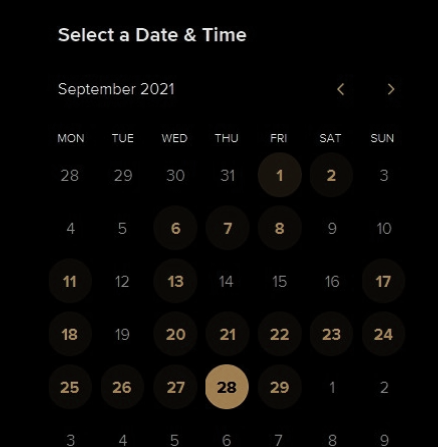 Select a Date & Time
September 2021
MON TUE WED THU FRI SAT SUN
28 29 30 31 1 2 3
4 5 6 7 8 9 10
11 12 13 14 15 16 17
18 19 20 21 22 23 24
25 26 27 28 29 1 2
3 4 5 6 7 8 9